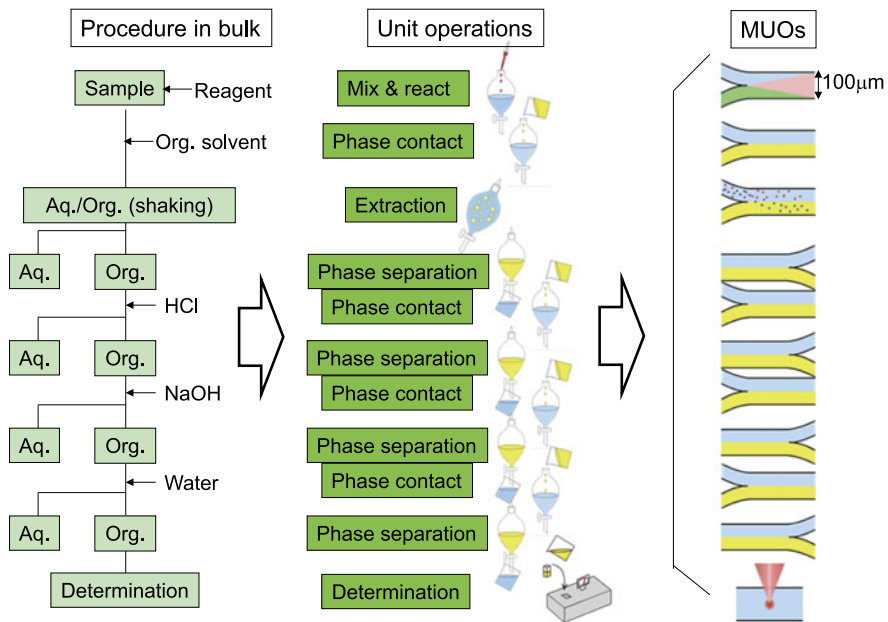 Procedure in bulk
Sample
Reagent
Org. solvent
Aq./Org. (shaking)
Aq.
Org.
HCl
Aq.
Org.
NaOH
Aq.
Org.
Water
Aq.
Org.
Determination
Unit operations
Mix & react
Phase contact
Extraction
Phase separation
Phase contact
Phase separation
Phase contact
Phase separation
Phase contact
Phase separation
Determination
MUOs
100μm